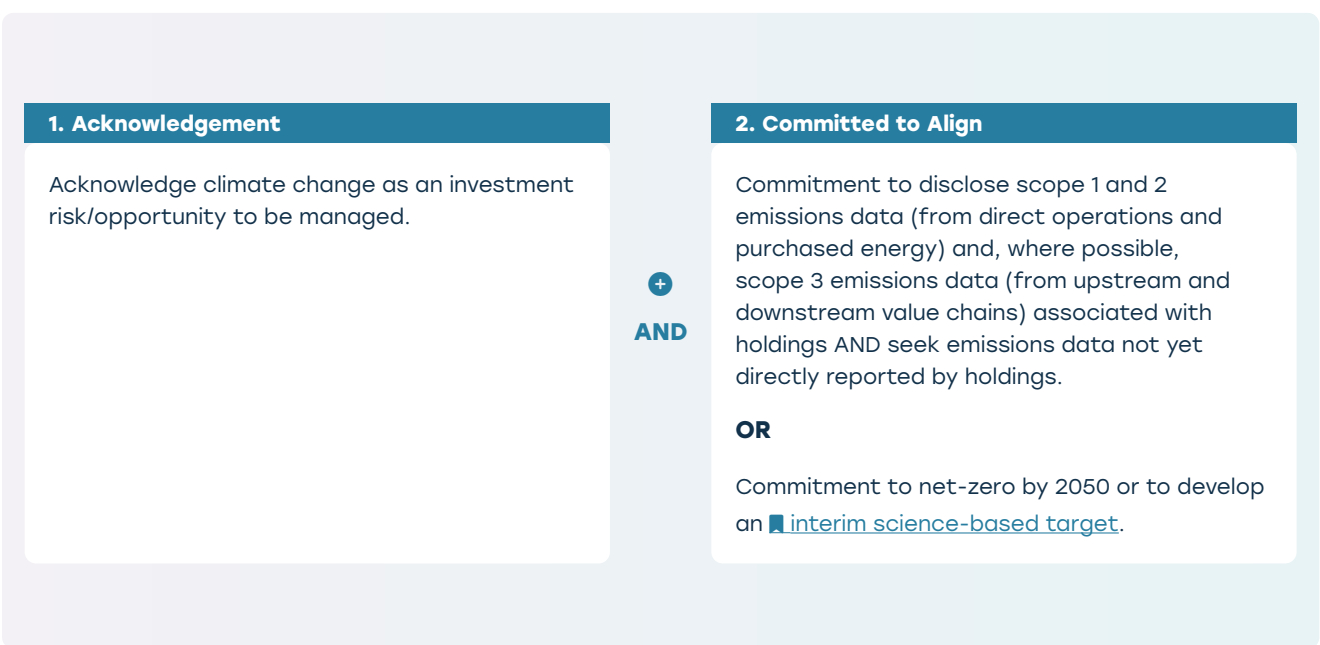 1. Acknowledgement
Acknowledge climate change as an investment
risk/opportunity to be managed.
AND
2. Committed to Align
Commitment to disclose scope 1 and 2
emissions data (from direct operations and
purchased energy) and, where possible,
scope 3 emissions data (from upstream and
downstream value chains) associated with
holdings AND seek emissions data not yet
directly reported by holdings.
OR
Commitment to net-zero by 2050 or to develop
an interim science-based target.